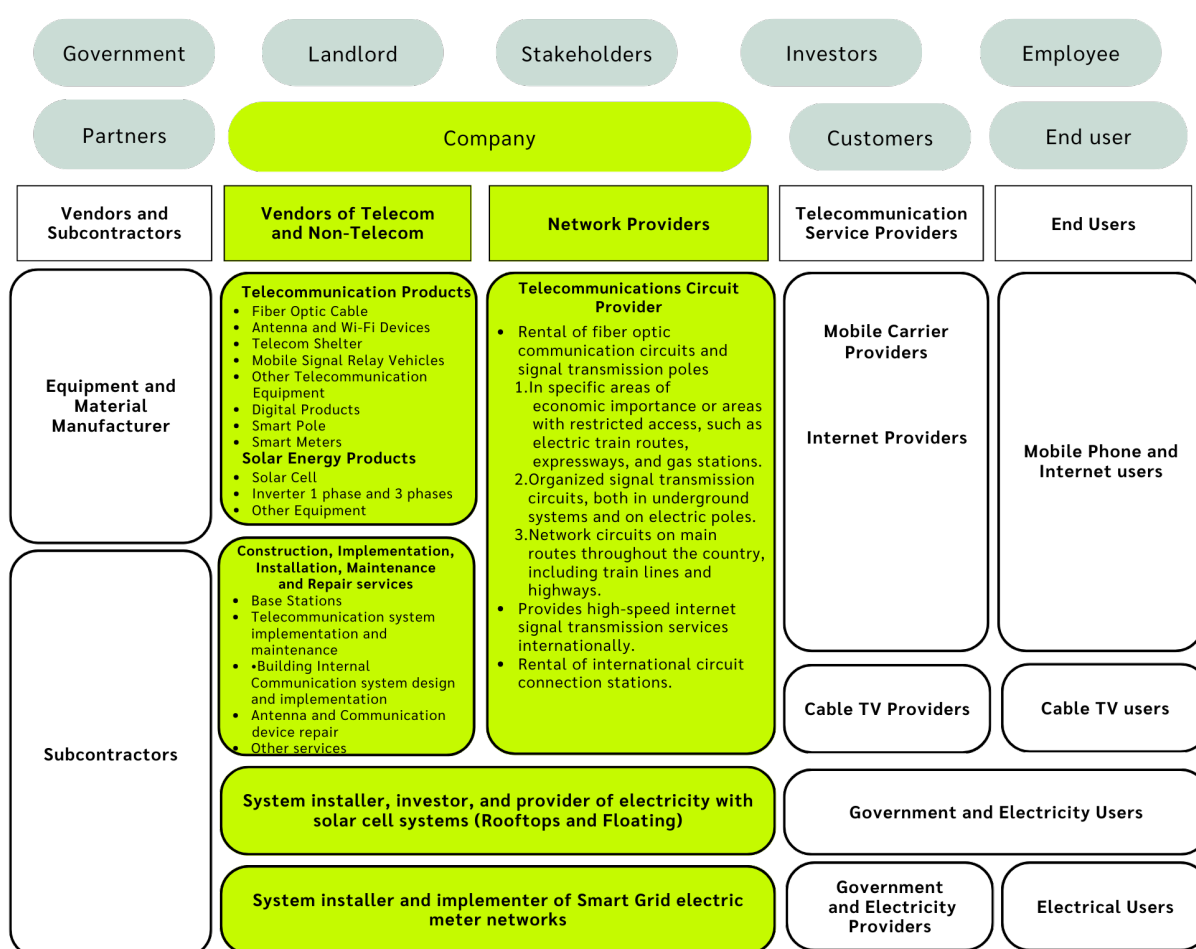 Government
Landlord
Stakeholders
Investors
Employee
Partners
Company
Customers
End user
Vendors and
Subcontractors
Vendors of Telecom
and Non-Telecom
Network Providers
Telecommunication
Service Providers
End Users
Equipment and
Material
Manufacturer
Telecommunication Products
• Fiber Optic Cable
• Antenna and Wi-Fi Devices
• Telecom Shelter
• Mobile Signal Relay Vehicles
• Other Telecommunication
Equipment
• Digital Products
• Smart Pole
• Smart Meters
Solar Energy Products
• Solar Cell
• Inverter 1 phase and 3 phases
• Other Equipment
Telecommunications Circuit
Provider
• Rental of fiber optic
communication circuits and
signal transmission poles
1.In specific areas of
economic importance or areas
with restricted access, such as
electric train routes,
expressways, and gas stations.
2.Organized signal transmission
circuits, both in underground
systems and on electric poles.
3.Network circuits on main
routes throughout the country,
including train lines and
highways.
• Provides high-speed internet
signal transmission services
internationally.
• Rental of international circuit
connection stations.
Mobile Carrier
Providers
Internet Providers
Mobile Phone and
Internet users
Subcontractors
Construction, Implementation,
Installation, Maintenance
and Repair services
• Base Stations
• Telecommunication system
implementation and
maintenance
• •Building Internal
Communication system design
and implementation
• Antenna and Communication
device repair
• Other services
Cable TV Providers
Cable TV users
System installer, investor, and provider of electricity with
solar cell systems (Rooftops and Floating)
Government and Electricity Users
System installer and implementer of Smart Grid electric
meter networks
Government
and Electricity
Providers
Electrical Users